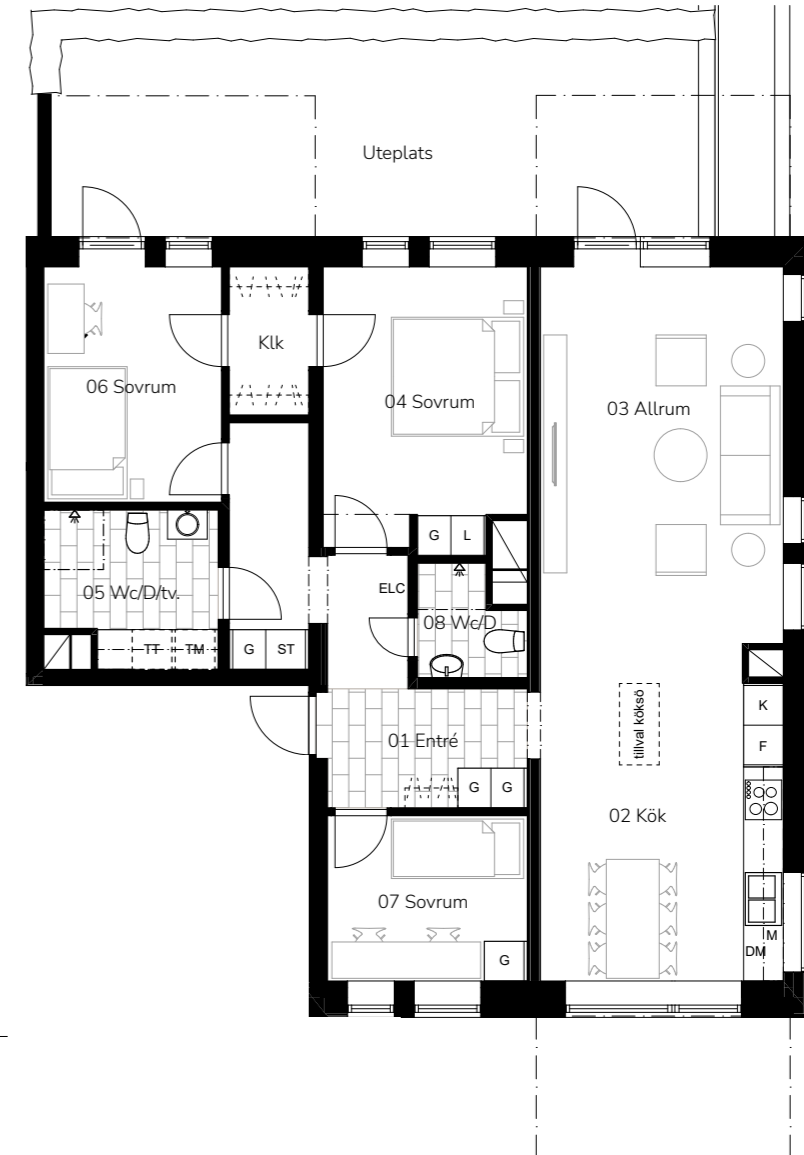 Uteplats
Klk
06 Sovrum
04 Sovrum
03 Allrum
G
L
ELC
05 Wc/D/tv.
08 Wc/D
TT
TM
G
ST
tillval köksö
K
F
01 Entré
G
G
02 Kök
07 Sovrum
G
M
DM